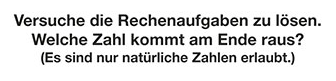 Versuche die Rechenaufgaben zu lösen.
Welche Zahl kommt am Ende raus?
(Es sind nur natürliche Zahlen erlaubt.)